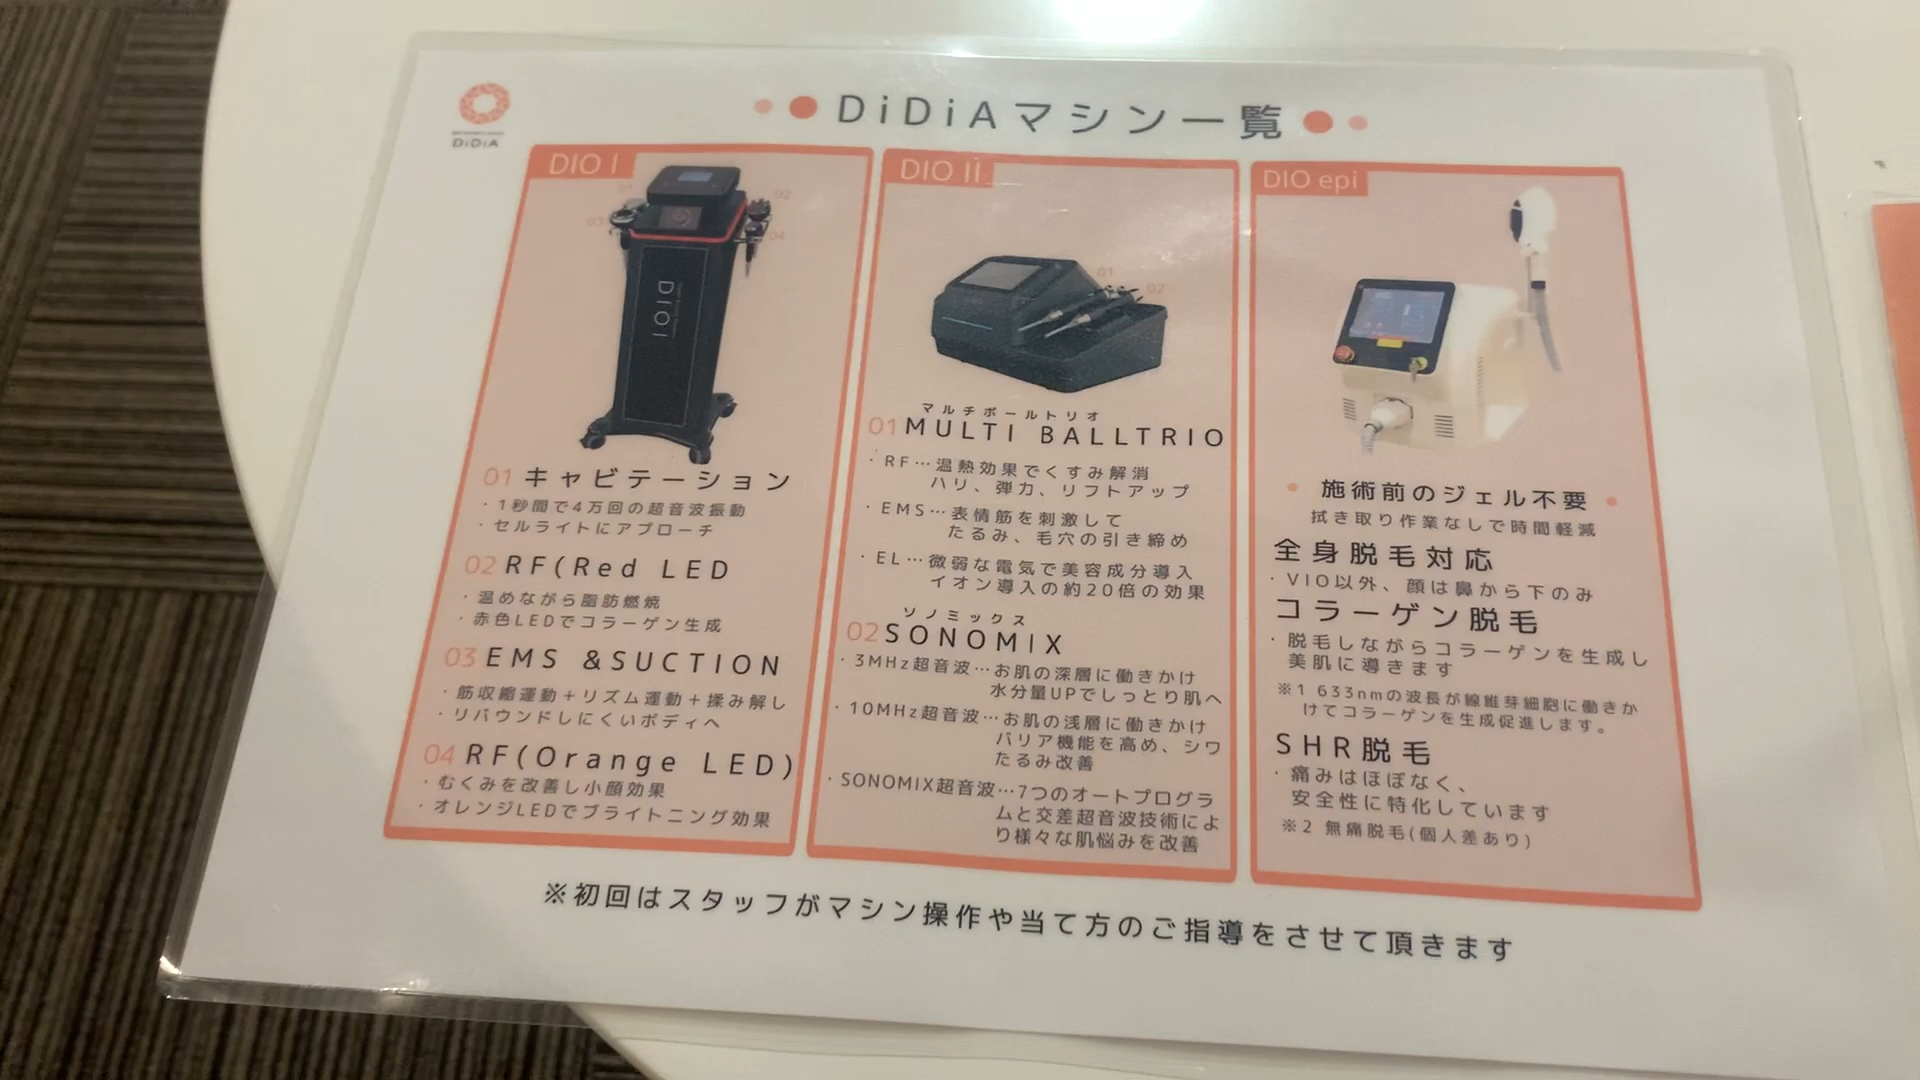 DiDiA
DiDiAマシン一覧
DIO I
01
02
03
04
DIOI
01キャビテーション
・1秒間で4万回の超音波振動
・セルライトにアプローチ
02 RF(Red LED
・温めながら脂肪燃焼
・赤色LEDでコラーゲン生成
03 EMS &SUCTION
・筋収縮運動+リズム運動+揉み解し
・リバウンドしにくいボディへ
04 RF(Orange LED)
・むくみを改善し小顔効果
・オレンジLEDでブライトニング効果
DIO II
01
02
マルチボールトリオ
01 MULTI BALLTRIO
・RF…温熱効果でくすみ解消
ハリ、弾力、リフトアップ
・EMS…表情筋を刺激して
たるみ、毛穴の引き締め
・EL…微弱な電気で美容成分導入
イオン導入の約20倍の効果
ソノミックス
02 SONOMIX
・3MHz超音波…お肌の深層に働きかけ
水分量UPでしっとり肌へ
・10MHz超音波…お肌の浅層に働きかけ
バリア機能を高め、シワ
たるみ改善
・SONOMIX超音波…7つのオートプログラ
ムと交差超音波技術によ
り様々な肌悩みを改善
DIO epi
・施術前のジェル不要・
拭き取り作業なしで時間軽減
全身脱毛対応
・VIO以外、顔は鼻から下のみ
コラーゲン脱毛
・脱毛しながらコラーゲンを生成し
美肌に導きます
※1 633nmの波長が線維芽細胞に働きか
けてコラーゲンを生成促進します。
SHR脱毛
・痛みはほぼなく、
安全性に特化しています
※2 無痛脱毛(個人差あり)
※初回はスタッフがマシン操作や当て方のご指導をさせて頂きます